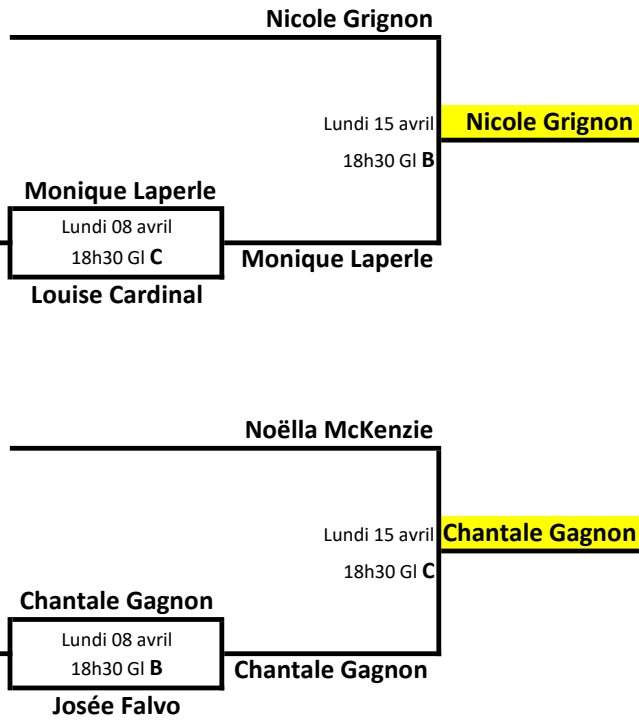 Nicole Grignon
Lundi 15 avril
Nicole Grignon
18h30 Gl B
Monique Laperle
Lundi 08 avril
18h30 Gl C
Monique Laperle
Louise Cardinal
Noëlla McKenzie
Lundi 15 avril
Chantale Gagnon
18h30 Gl C
Chantale Gagnon
Lundi 08 avril
18h30 Gl B
Chantale Gagnon
Josée Falvo